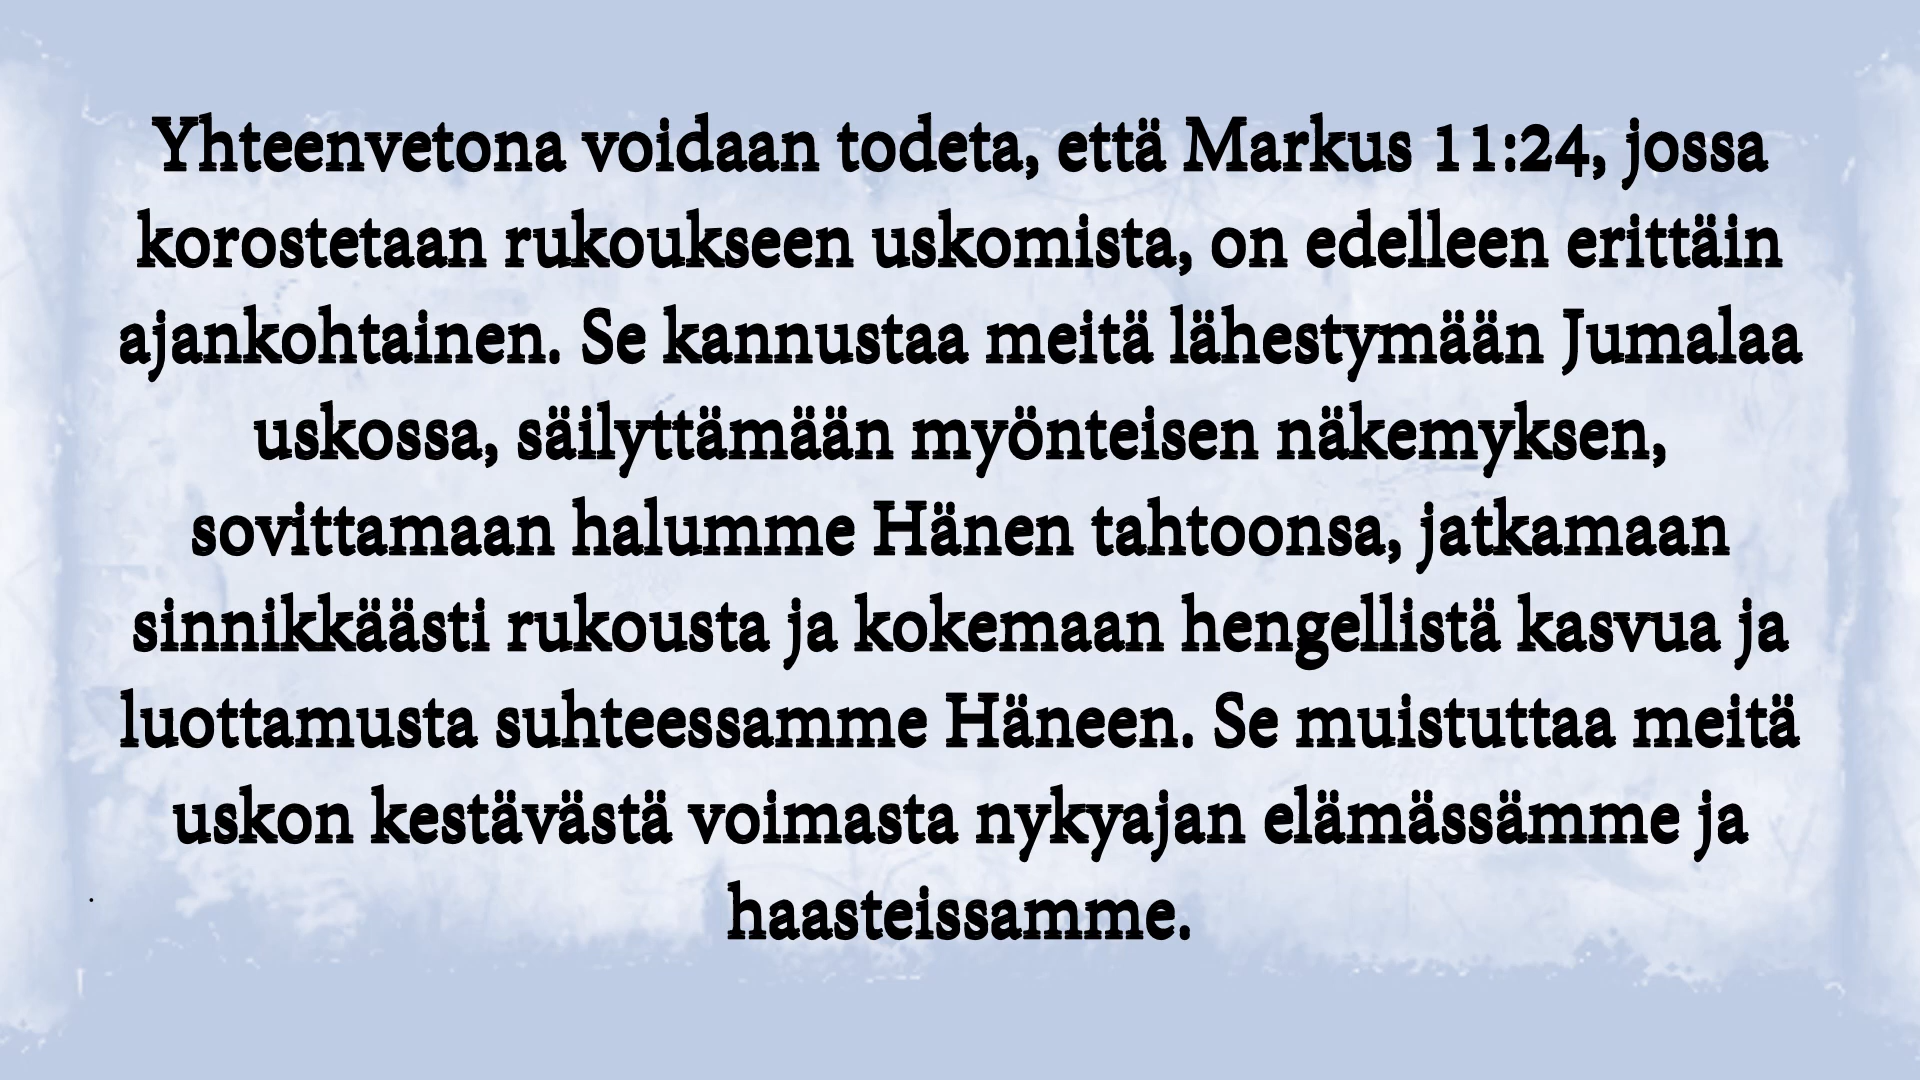 Yhteenvetona voidaan todeta, että Markus 11:24, jossa
korostetaan rukoukseen uskomista, on edelleen erittäin
ajankohtainen. Se kannustaa meitä lähestymään Jumalaa
uskossa, säilyttämään myönteisen näkemyksen,
sovittamaan halumme Hänen tahtoonsa, jatkamaan
sinnikkäästi rukousta ja kokemaan hengellistä kasvua ja
luottamusta suhteessamme Häneen. Se muistuttaa meitä
uskon kestävästä voimasta nykyajan elämässämme ja
haasteissamme.
.